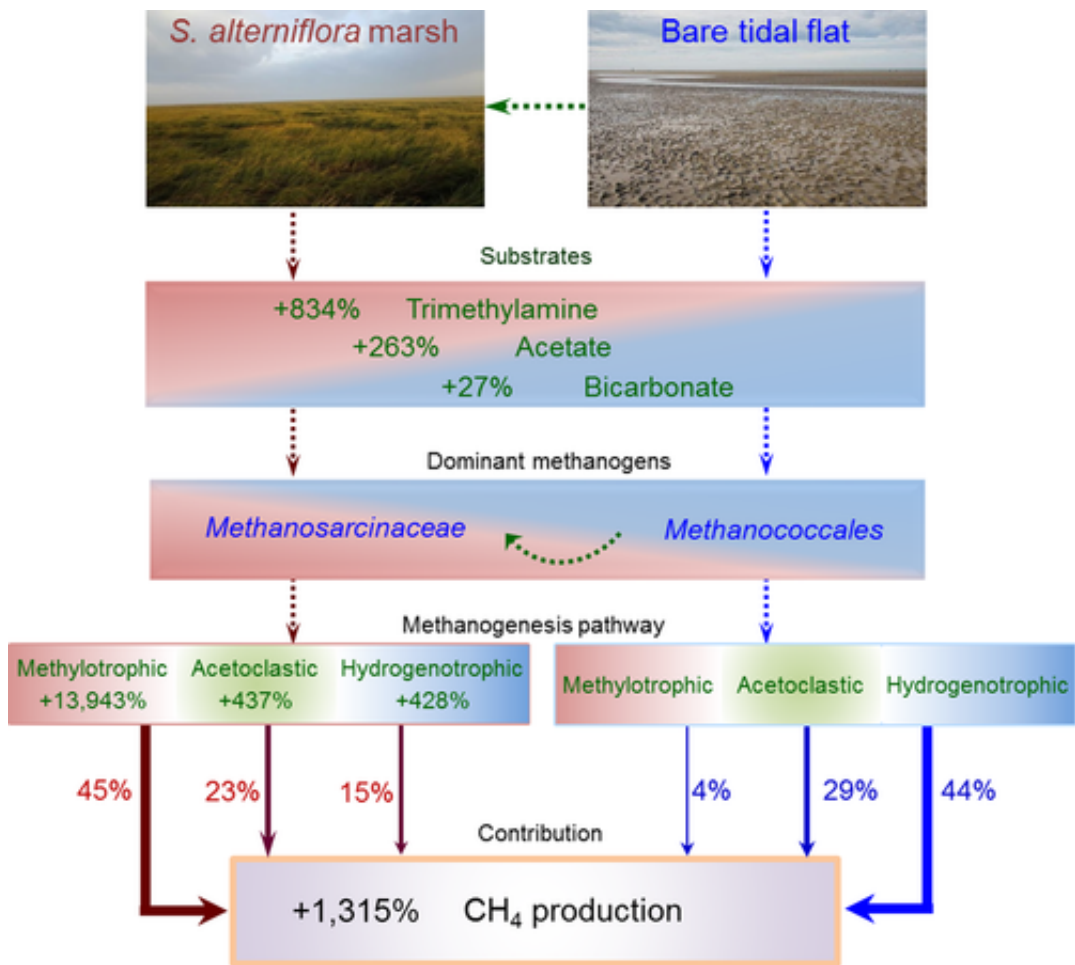 S. alterniflora marsh
Bare tidal flat
Substrates
+834% Trimethylamine
+263% Acetate
+27% Bicarbonate
Dominant methanogens
Methanosarcinaceae
Methanococcales
Methanogenesis pathway
Methylotrophic
+13,943%
Acetoclastic
+437%
Hydrogenotrophic
+428%
Methylotrophic
Acetoclastic
Hydrogenotrophic
45%
23%
15%
4%
29%
44%
Contribution
+1,315% CH₄ production